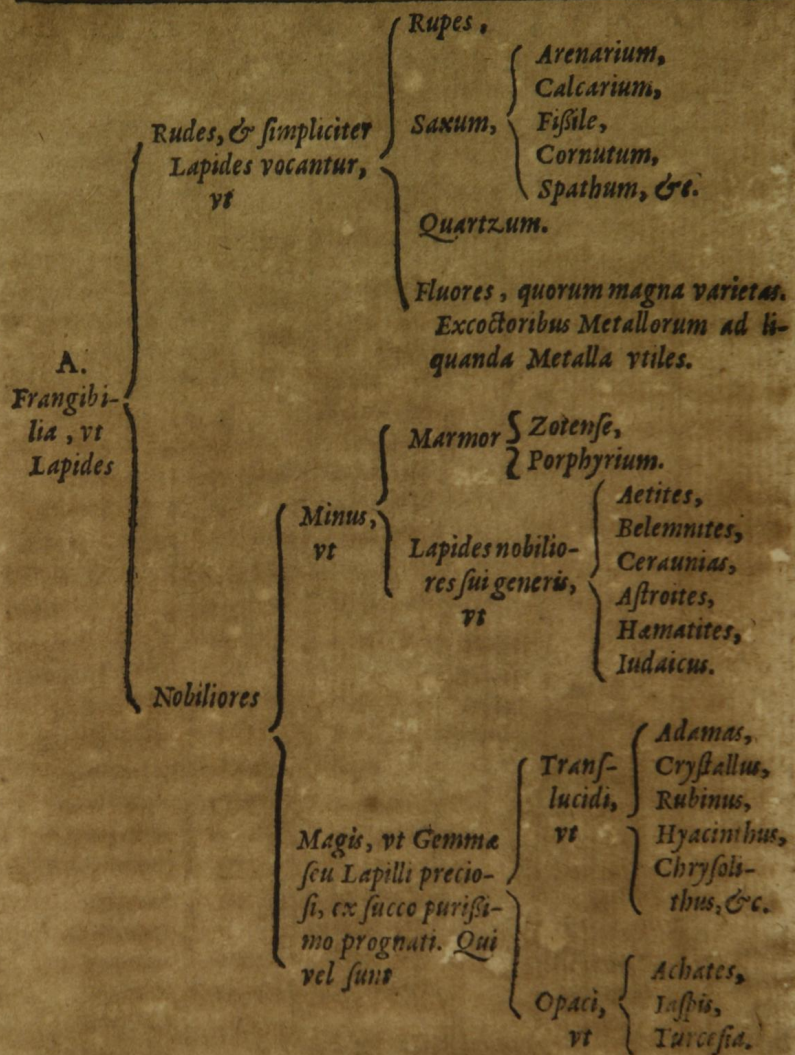 A.
Frangibi-
lia, vt
Lapides
Rudes, & ſimpliciter
Lapides vocantur,
vt
Rupes,
Saxum,
Arenarium,
Calcarium,
Fiſsile,
Cornutum,
Spathum, &c.
Quartzum.
Fluores, quorum magna varietas.
Excoctoribus Metallorum ad li-
quanda Metalla vtiles.
Nobiliores
Minus,
vt
Marmor
Zotenſe,
Porphyrium.
Lapides nobilio-
res ſui generis,
vt
Aetites,
Belemnites,
Ceraunias,
Aſtroites,
Hæmatites,
Iudaicus.
Magis, vt Gemmæ
ſeu Lapilli precio-
ſi, ex ſucco puriſsi-
mo prognati. Qui
vel ſunt
Tranſ-
lucidi,
vt
Adamas,
Cryſtallus,
Rubinus,
Hyacinthus,
Chryſoli-
thus, &c.
Opaci,
vt
Achates,
Iaſpis,
Turceſia.